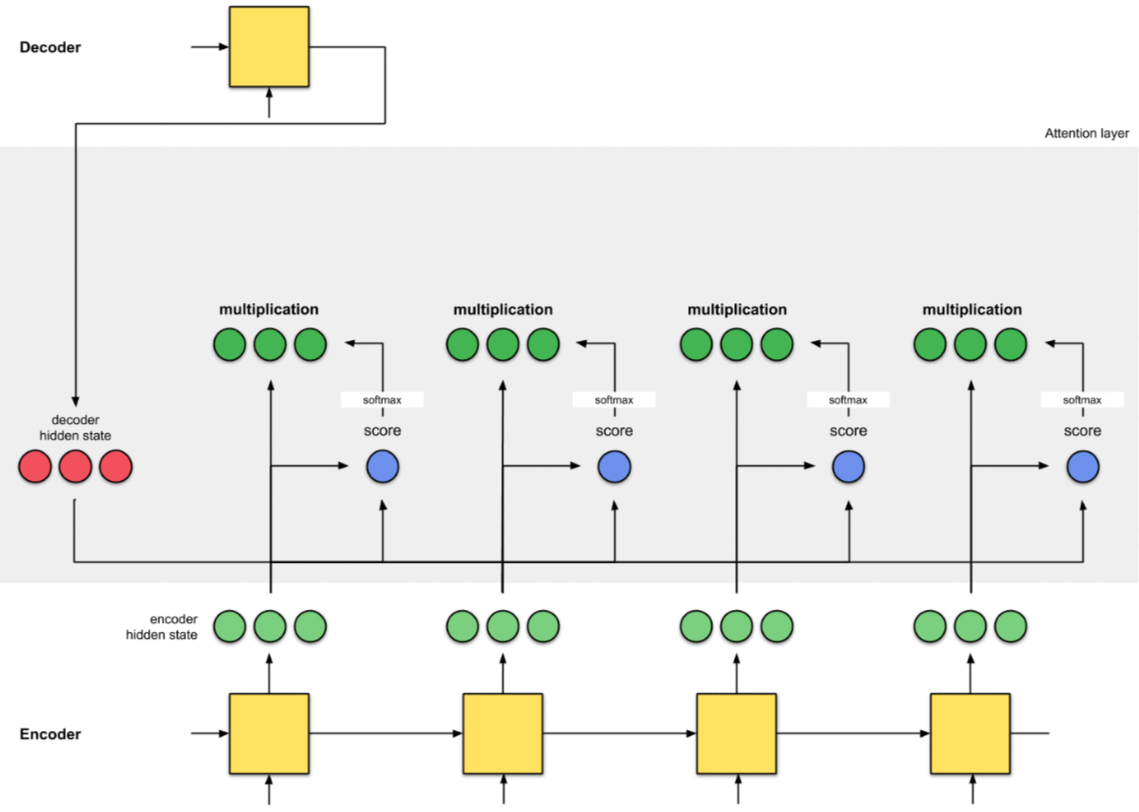 Decoder
Attention layer
multiplication
multiplication
multiplication
multiplication
softmax
softmax
softmax
softmax
decoder
hidden state
score
score
score
score
encoder
hidden state
Encoder